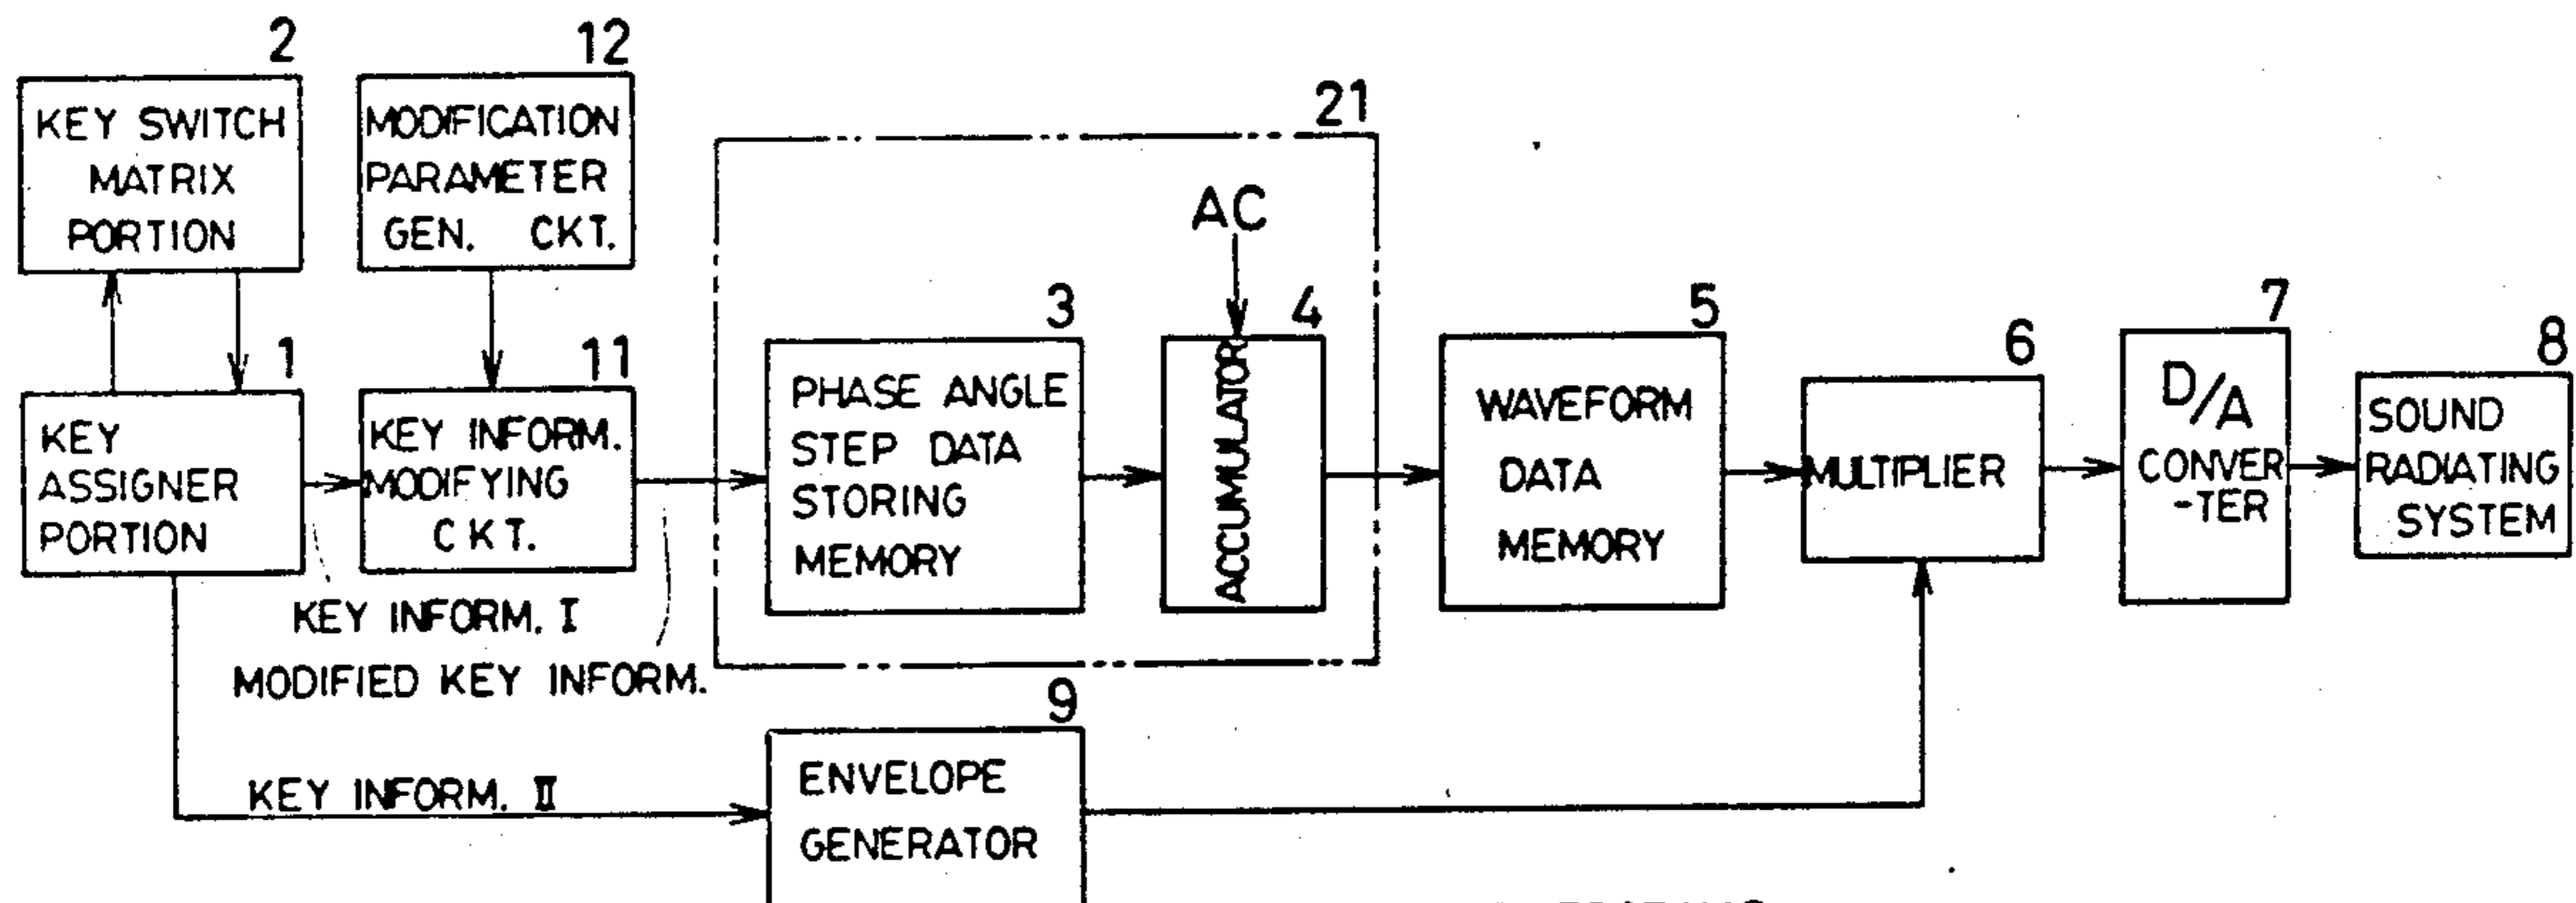 2
KEY SWITCH
MATRIX
PORTION
12
MODIFICATION
PARAMETER
GEN. CKT.
21
AC
1
KEY
ASSIGNER
PORTION
11
KEY INFORM.
MODIFYING
CKT.
3
PHASE ANGLE
STEP DATA
STORING
MEMORY
4
ACCUMULATOR
5
WAVEFORM
DATA
MEMORY
6
MULTIPLIER
7
D/A
CONVER
-TER
8
SOUND
RADIATING
SYSTEM
KEY INFORM. I
MODIFIED KEY INFORM.
KEY INFORM. II
9
ENVELOPE
GENERATOR